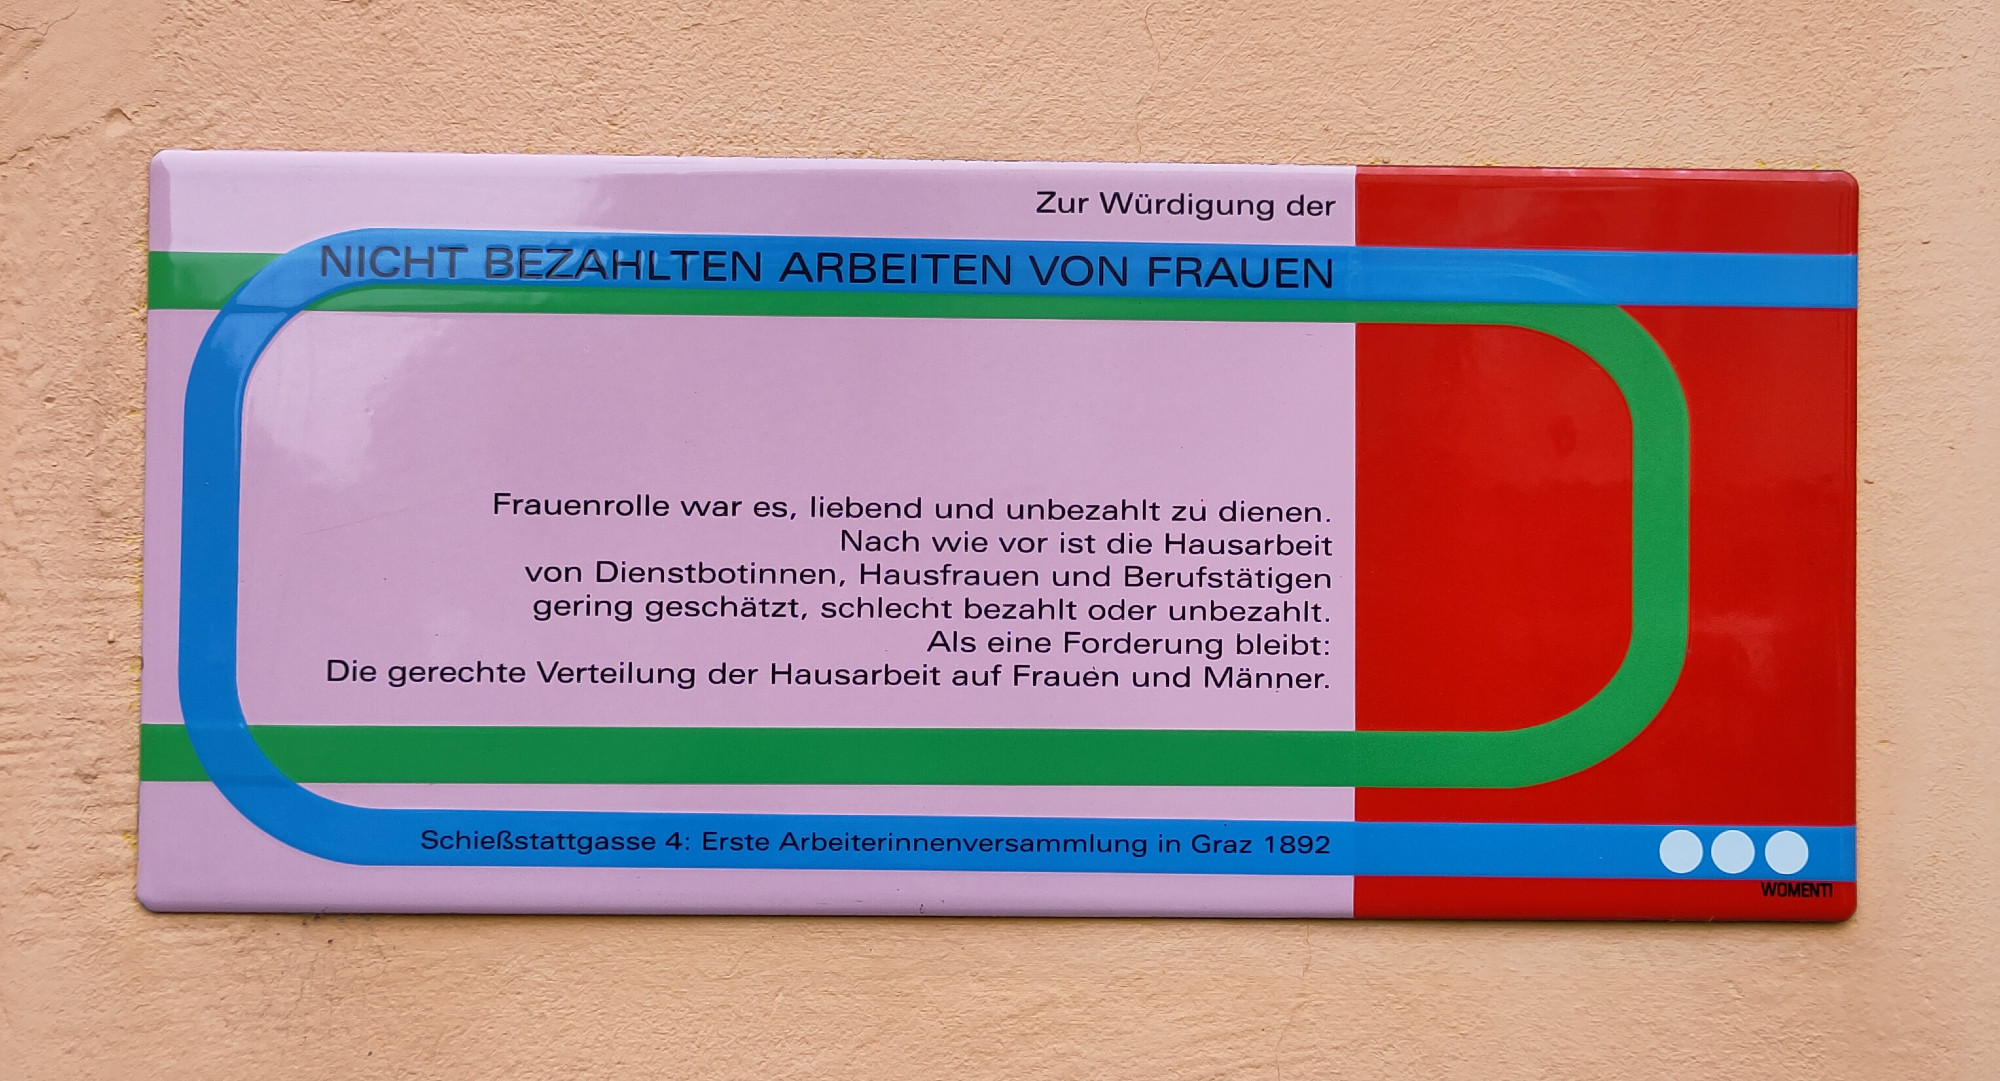 Zur Würdigung der
NICHT BEZAHLTEN ARBEITEN VON FRAUEN
Frauenrolle war es, liebend und unbezahlt zu dienen.
Nach wie vor ist die Hausarbeit
von Dienstbotinnen, Hausfrauen und Berufstätigen
gering geschätzt, schlecht bezahlt oder unbezahlt.
Als eine Forderung bleibt:
Die gerechte Verteilung der Hausarbeit auf Frauen und Männer.
Schießstattgasse 4: Erste Arbeiterinnenversammlung in Graz 1892
WOMENT!